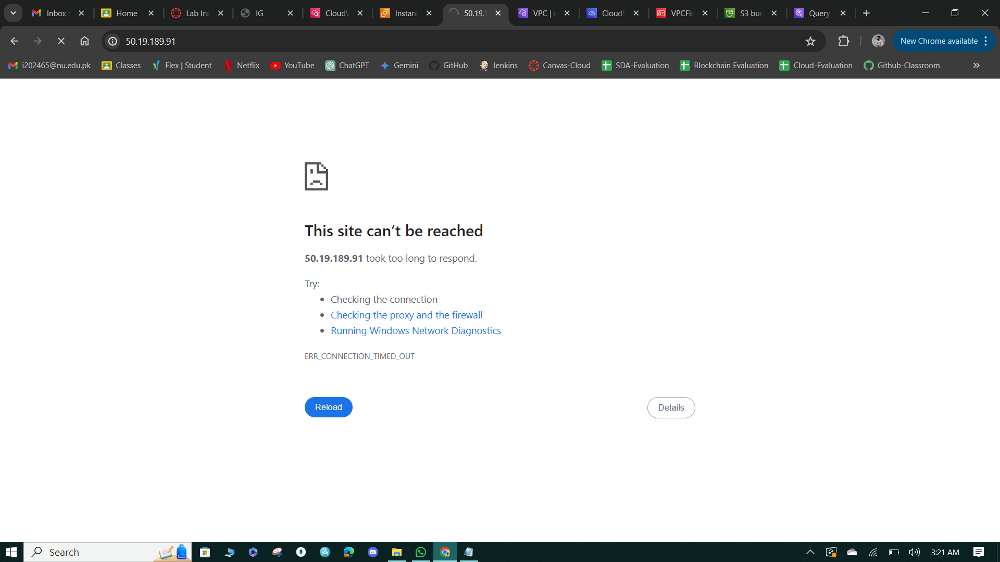 Inbox (
Home
Lab Ins
IG
CloudW
Instanc
50.19.1
VPC | u
Cloud9
VPCFlo
S3 buc
Query
50.19.189.91
New Chrome available
i202465@nu.edu.pk
Classes
Flex | Student
Netflix
YouTube
ChatGPT
Gemini
GitHub
Jenkins
Canvas-Cloud
SDA-Evaluation
Blockchain Evaluation
Cloud-Evaluation
Github-Classroom
This site can’t be reached
50.19.189.91 took too long to respond.
Try:
Checking the connection
Checking the proxy and the firewall
Running Windows Network Diagnostics
ERR_CONNECTION_TIMED_OUT
Reload
Details
Search
3:21 AM